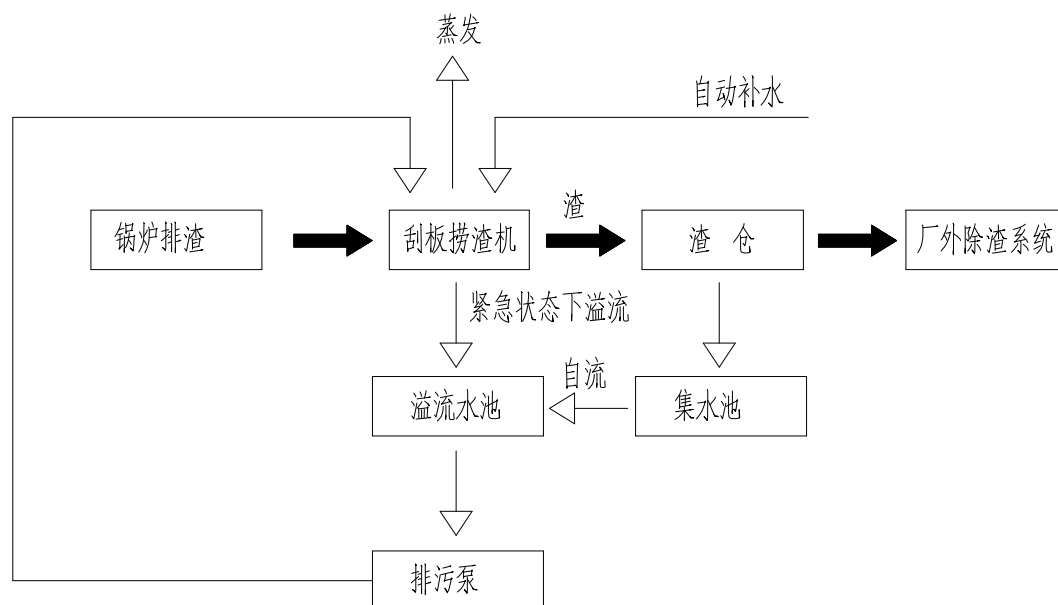 蒸发
自动补水
渣
锅炉排渣
刮板捞渣机
渣 仓
厂外除渣系统
紧急状态下溢流
自流
溢流水池
集水池
排污泵